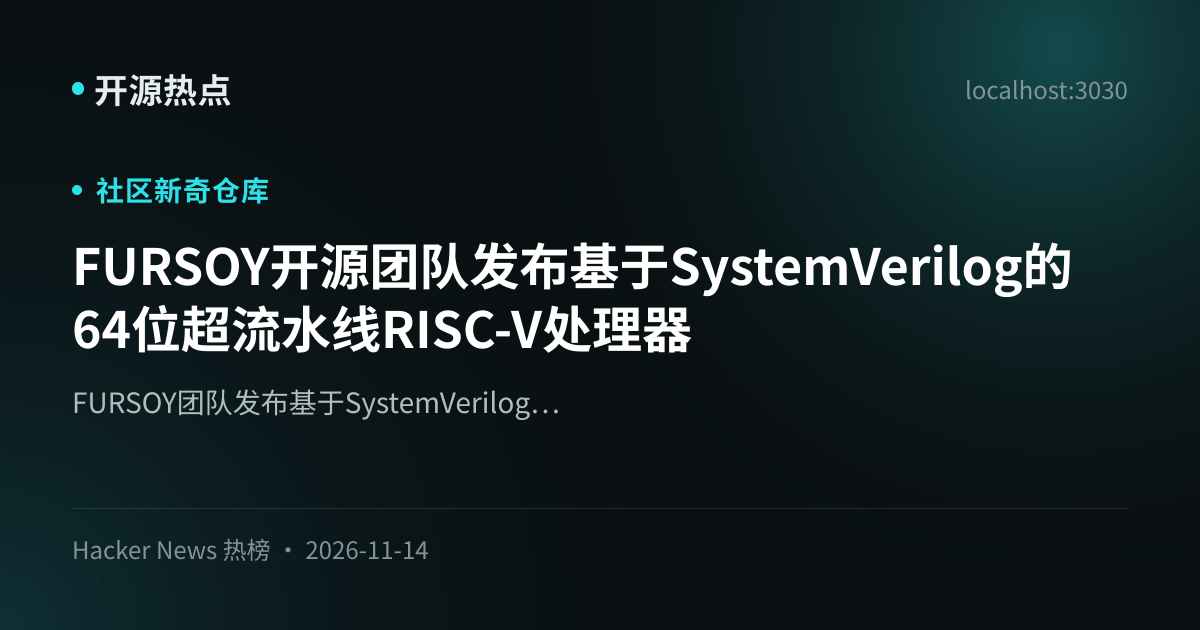 开源热点
localhost:3030
社区新奇仓库
FURSOY开源团队发布基于SystemVerilog的
64位超流水线RISC-V处理器
FURSOY团队发布基于SystemVerilog…
Hacker News 热榜 · 2026-11-14